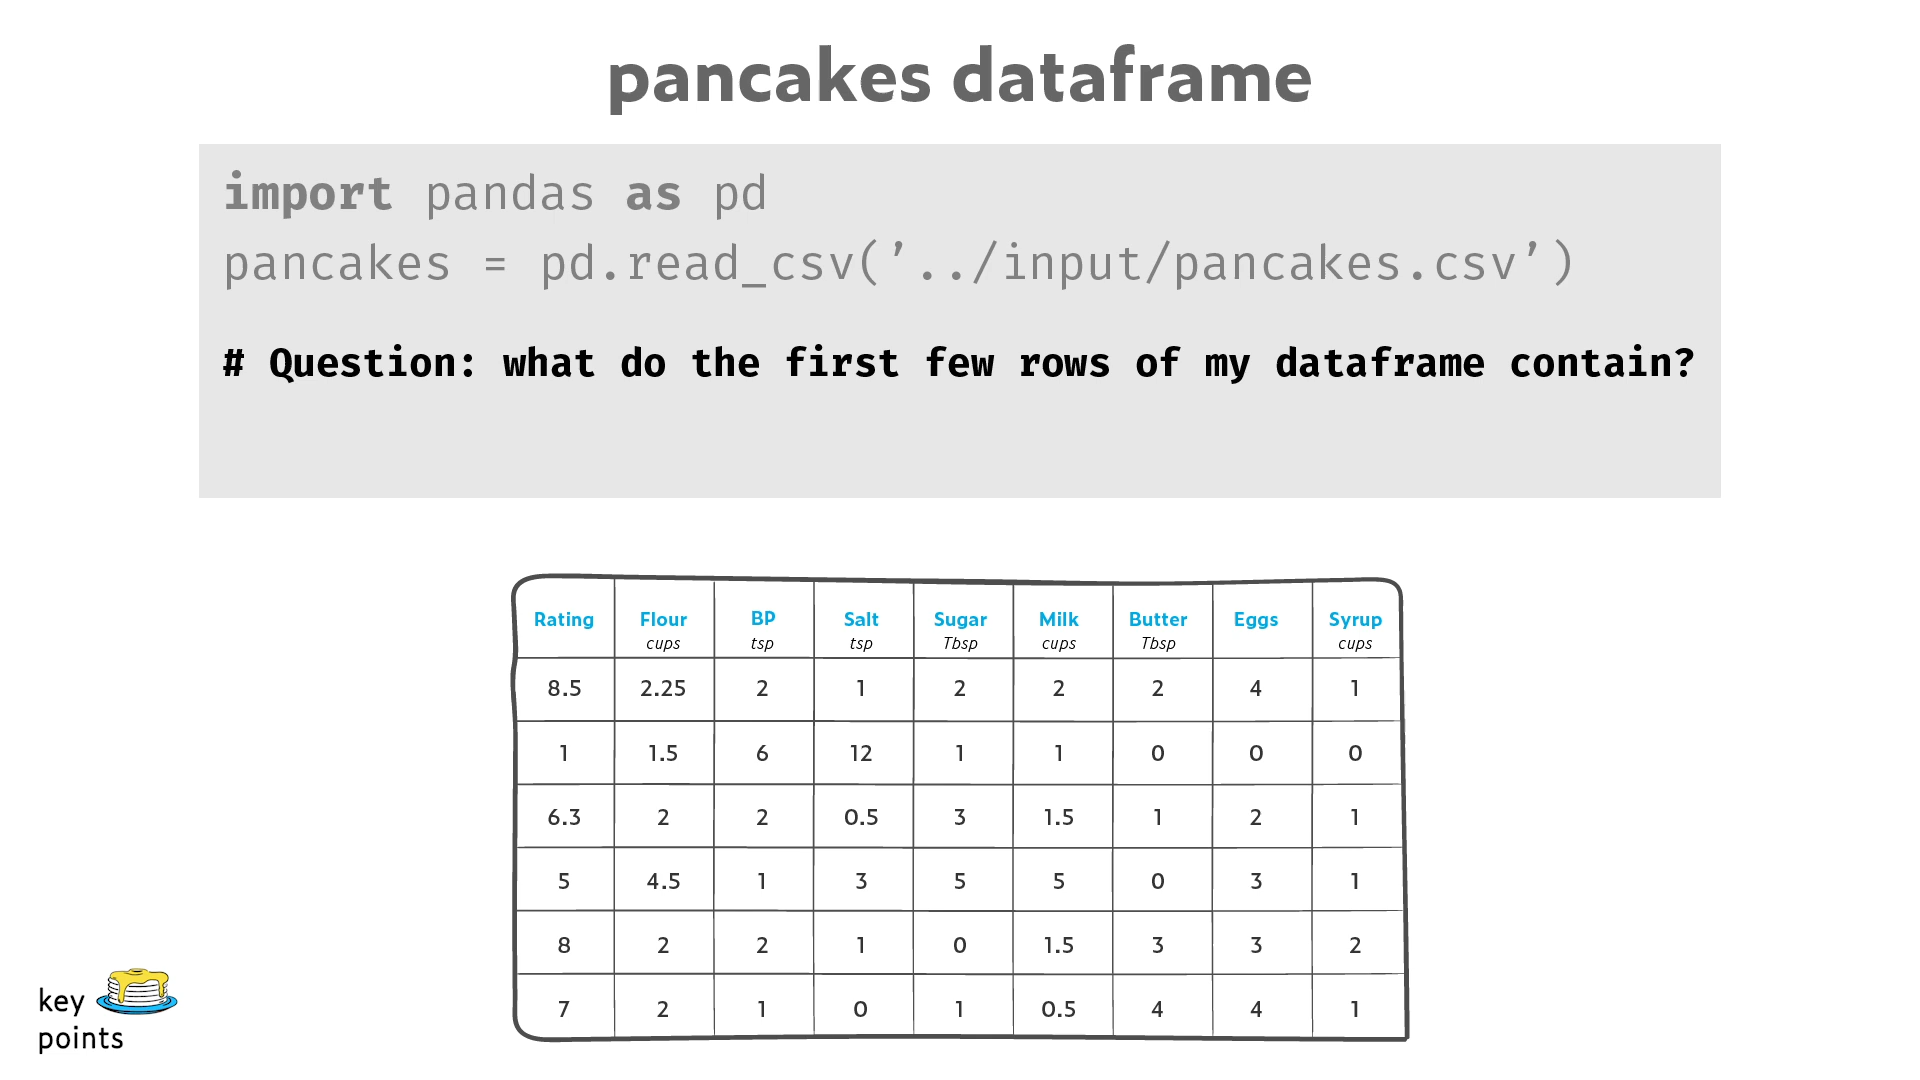 pancakes dataframe
import pandas as pd
pancakes = pd.read_csv('../input/pancakes.csv')
# Question: what do the first few rows of my dataframe contain?
Rating Flour BP Salt Sugar Milk Butter Eggs Syrup
cups tsp tsp Tbsp cups Tbsp cups
8.5 2.25 2 1 2 2 2 4 1
1 1.5 6 12 1 1 0 0 0
6.3 2 2 0.5 3 1.5 1 2 1
5 4.5 1 3 5 5 0 3 1
8 2 2 1 0 1.5 3 3 2
7 2 1 0 1 0.5 4 4 1
key
points